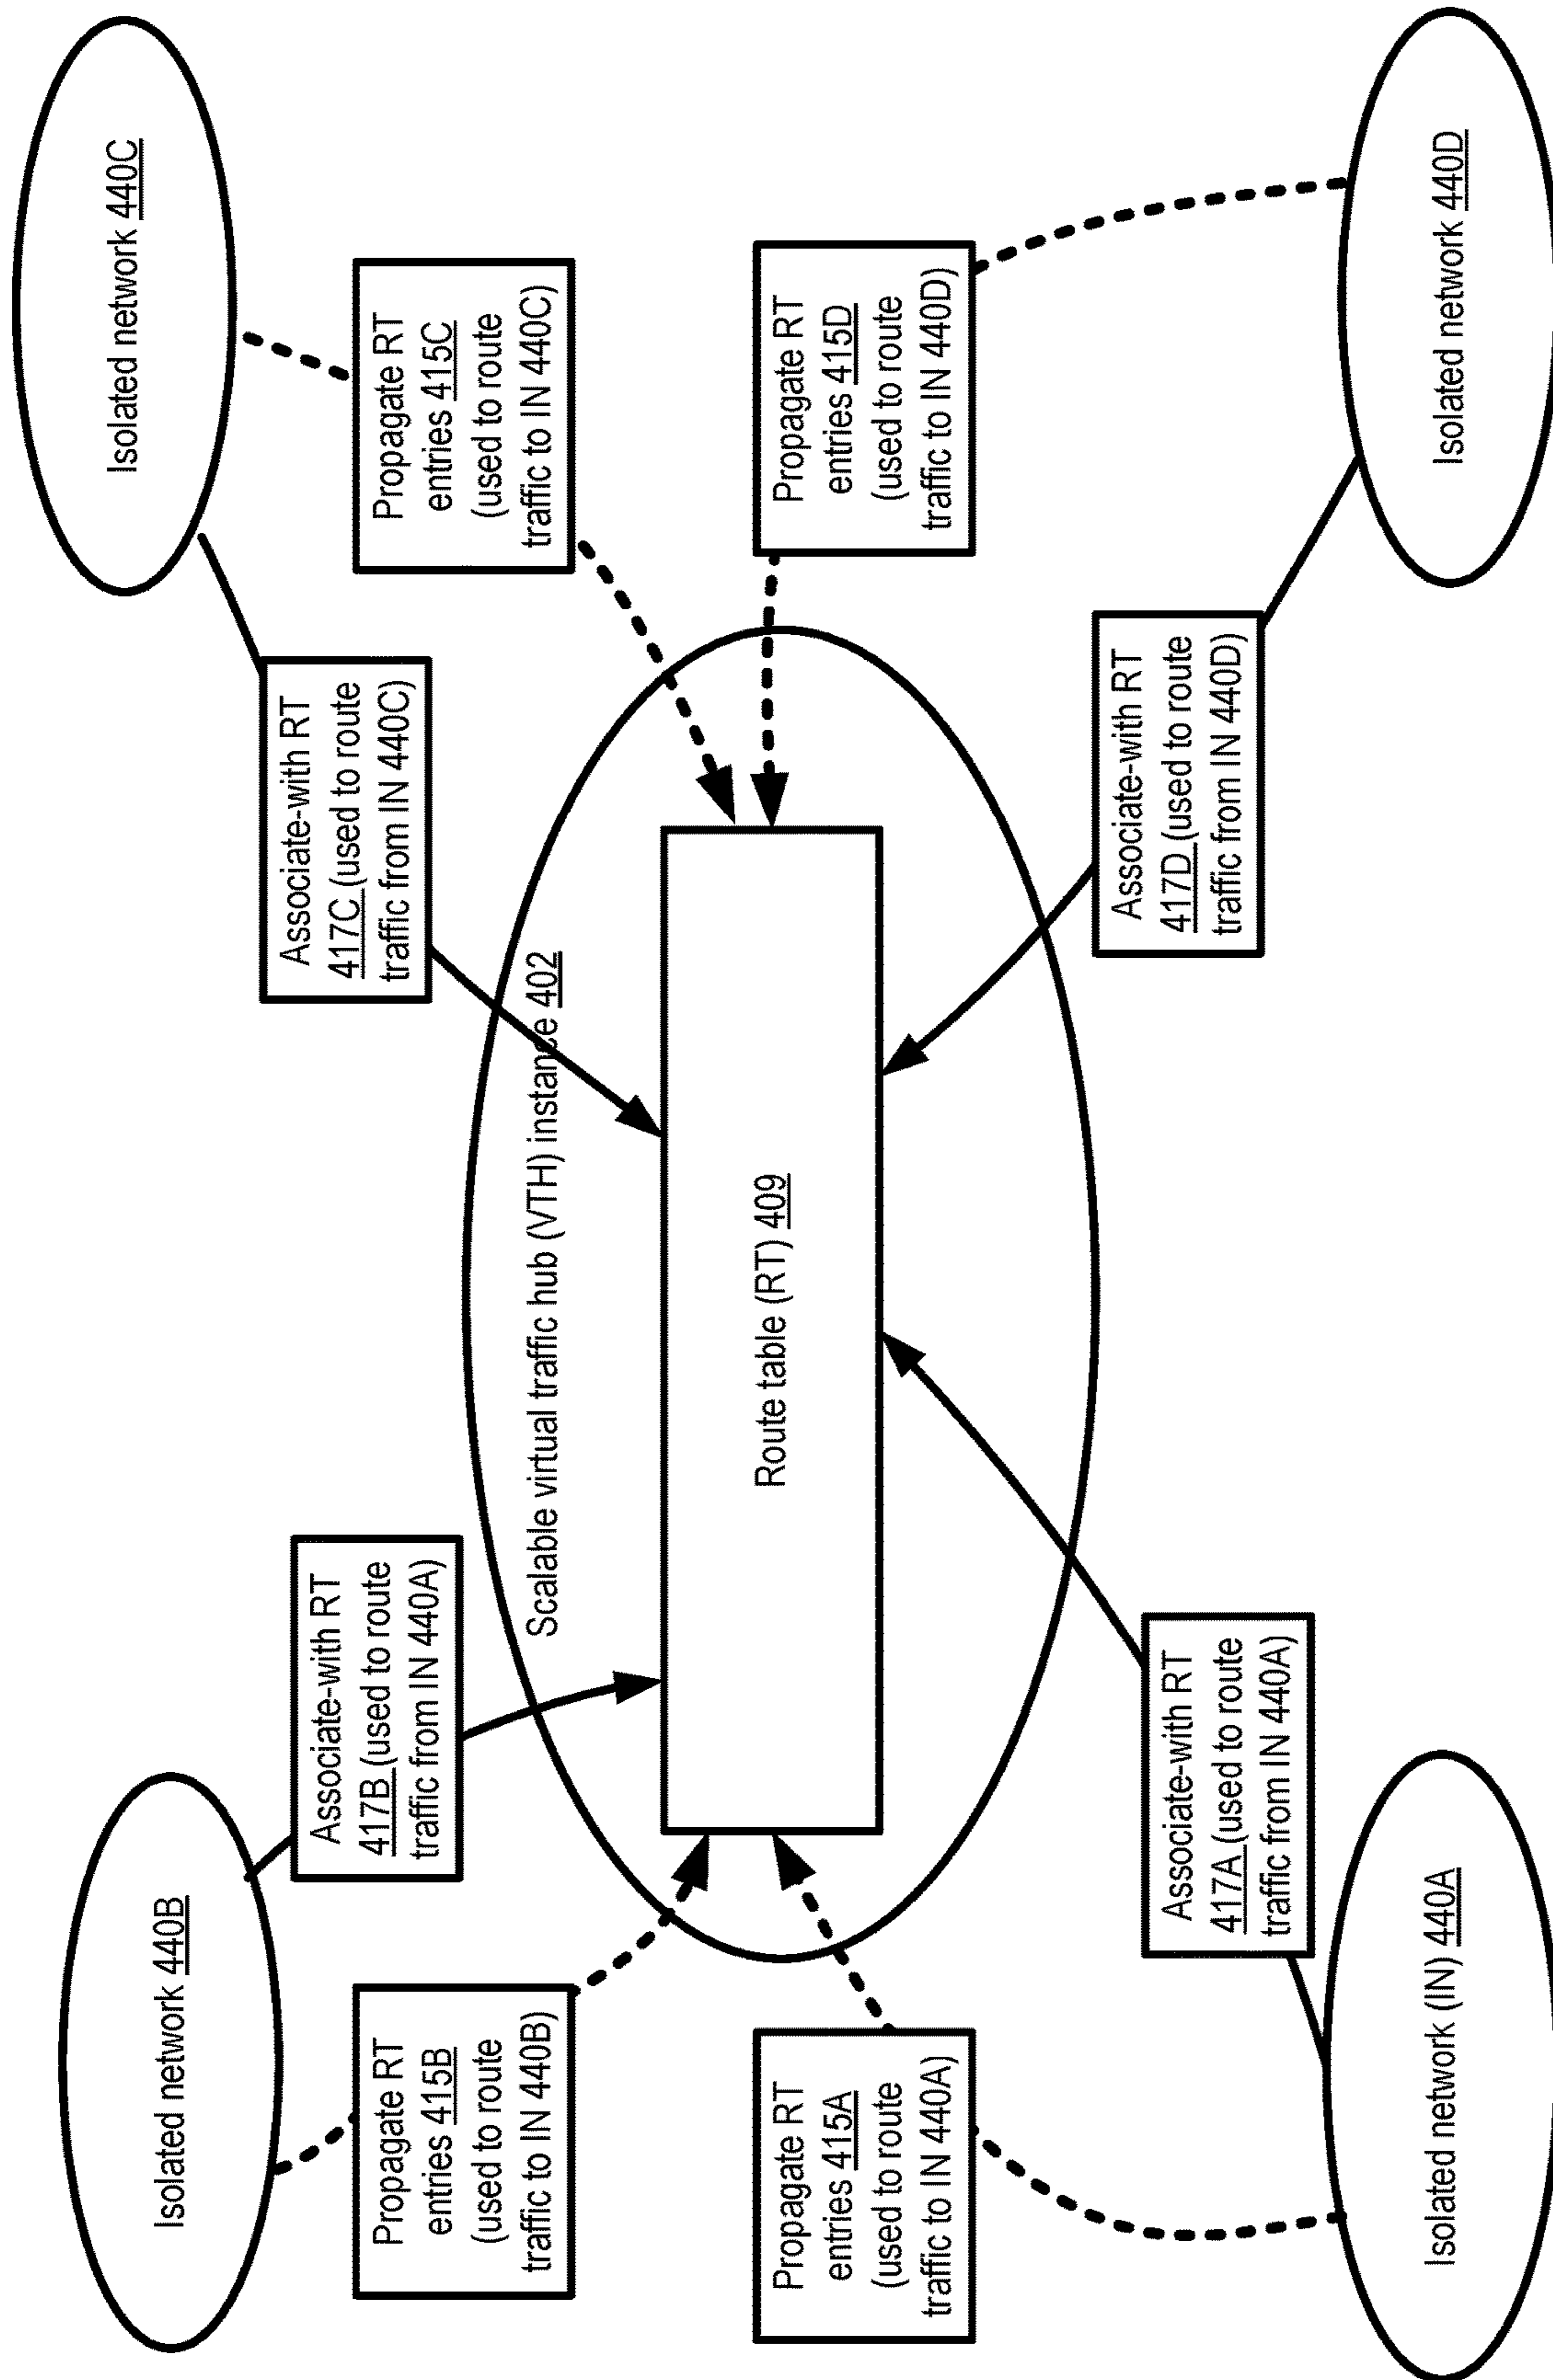 Isolated network 440B
Isolated network 440C
Associate-with RT
417B (used to route
traffic from IN 440A)
Associate-with RT
417C (used to route
traffic from IN 440C)
Propagate RT
entries 415B
(used to route
traffic to IN 440B)
Propagate RT
entries 415C
(used to route
traffic to IN 440C)
Scalable virtual traffic hub (VTH) instance 402
Route table (RT) 409
Propagate RT
entries 415A
(used to route
traffic to IN 440A)
Propagate RT
entries 415D
(used to route
traffic to IN 440D)
Associate-with RT
417A (used to route
traffic from IN 440A)
Associate-with RT
417D (used to route
traffic from IN 440D)
Isolated network (IN) 440A
Isolated network 440D